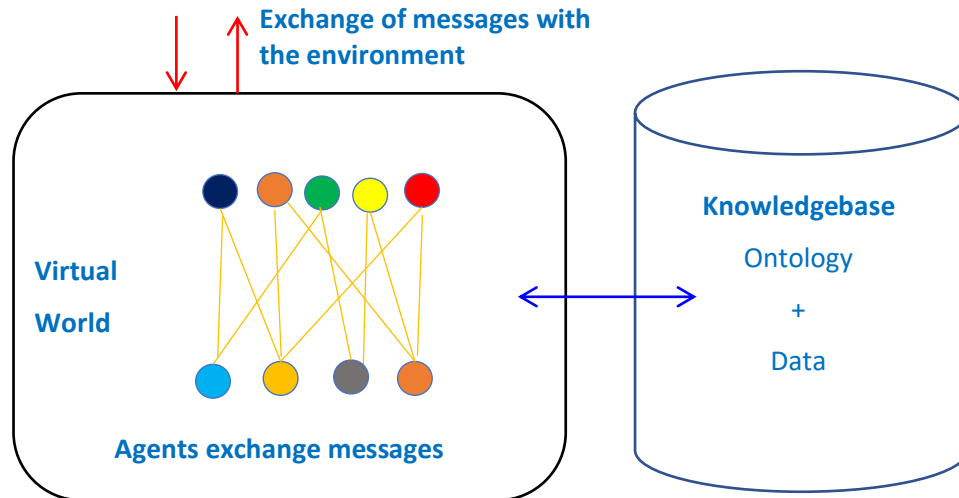 Exchange of messages with
the environment
Virtual
World
Agents exchange messages
Knowledgebase
Ontology
+
Data